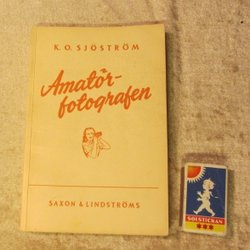 K. O. SJÖSTRÖM
Amatör-
fotografen
SAXON & LINDSTRÖMS
SOLSTICKAN